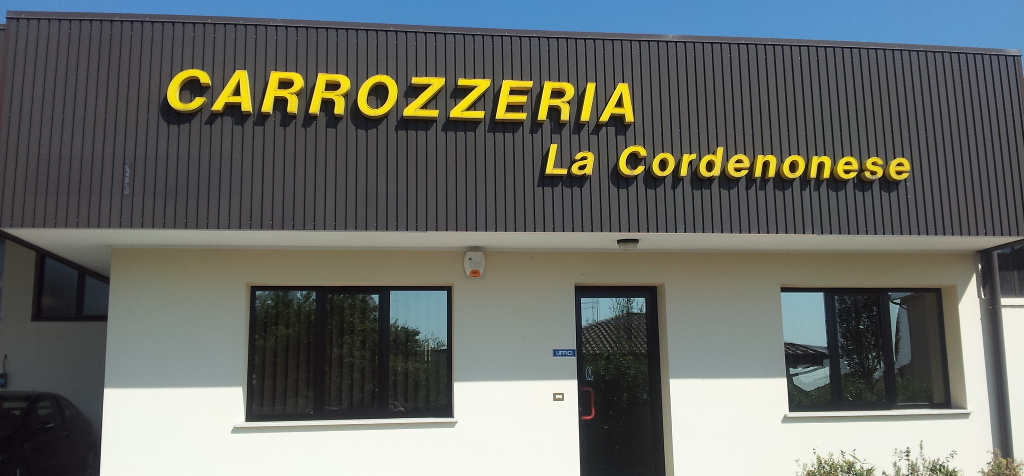 CARROZZERIA
La Cordenonese
UFFICI